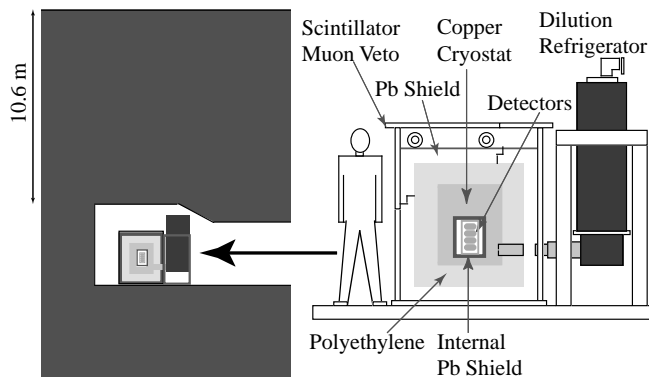 10.6 m
Scintillator
Muon Veto
Pb Shield
Copper
Cryostat
Detectors
Dilution
Refrigerator
Polyethylene
Internal
Pb Shield